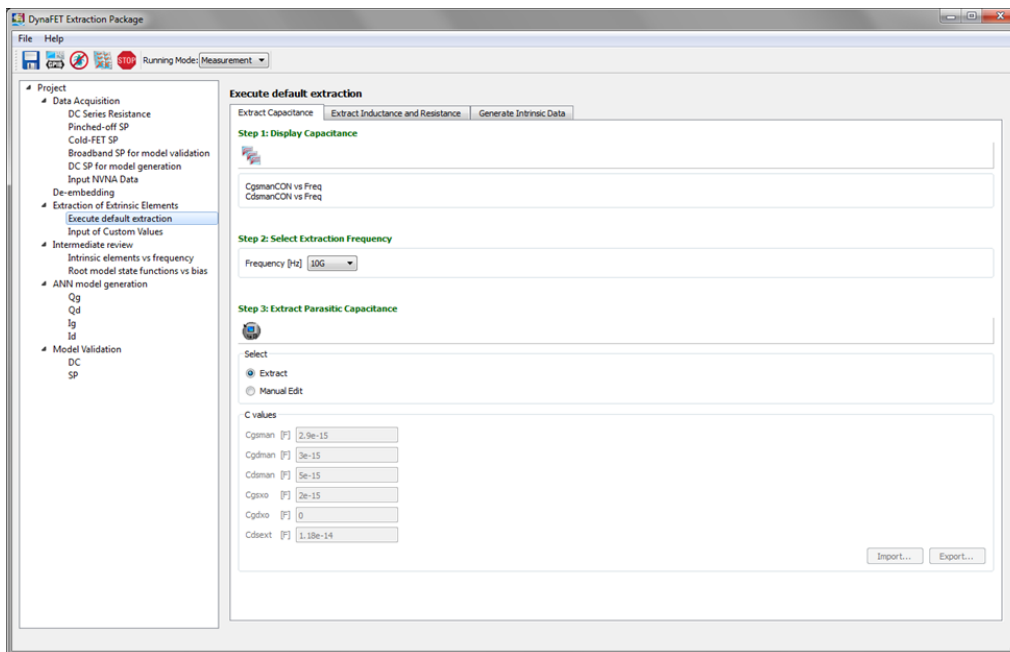 DynaFET Extraction Package
File Help
STOP Running Mode: Measurement
Project
Data Acquisition
DC Series Resistance
Pinched-off SP
Cold-FET SP
Broadband SP for model validation
DC SP for model generation
Input NVNA Data
De-embedding
Extraction of Extrinsic Elements
Execute default extraction
Input of Custom Values
Intermediate review
Intrinsic elements vs frequency
Root model state functions vs bias
ANN model generation
Qg
Qd
Ig
Id
Model Validation
DC
SP
Execute default extraction
Extract Capacitance Extract Inductance and Resistance Generate Intrinsic Data
Step 1: Display Capacitance
CgsmanCON vs Freq
CdsmanCON vs Freq
Step 2: Select Extraction Frequency
Frequency [Hz] 10G
Step 3: Extract Parasitic Capacitance
Select
Extract
Manual Edit
C values
Cgsman [F] 2.9e-15
Cgdman [F] 3e-15
Cdsman [F] 5e-15
Cgsxo [F] 2e-15
Cgdxo [F] 0
Cdsext [F] 1.18e-14
Import... Export...